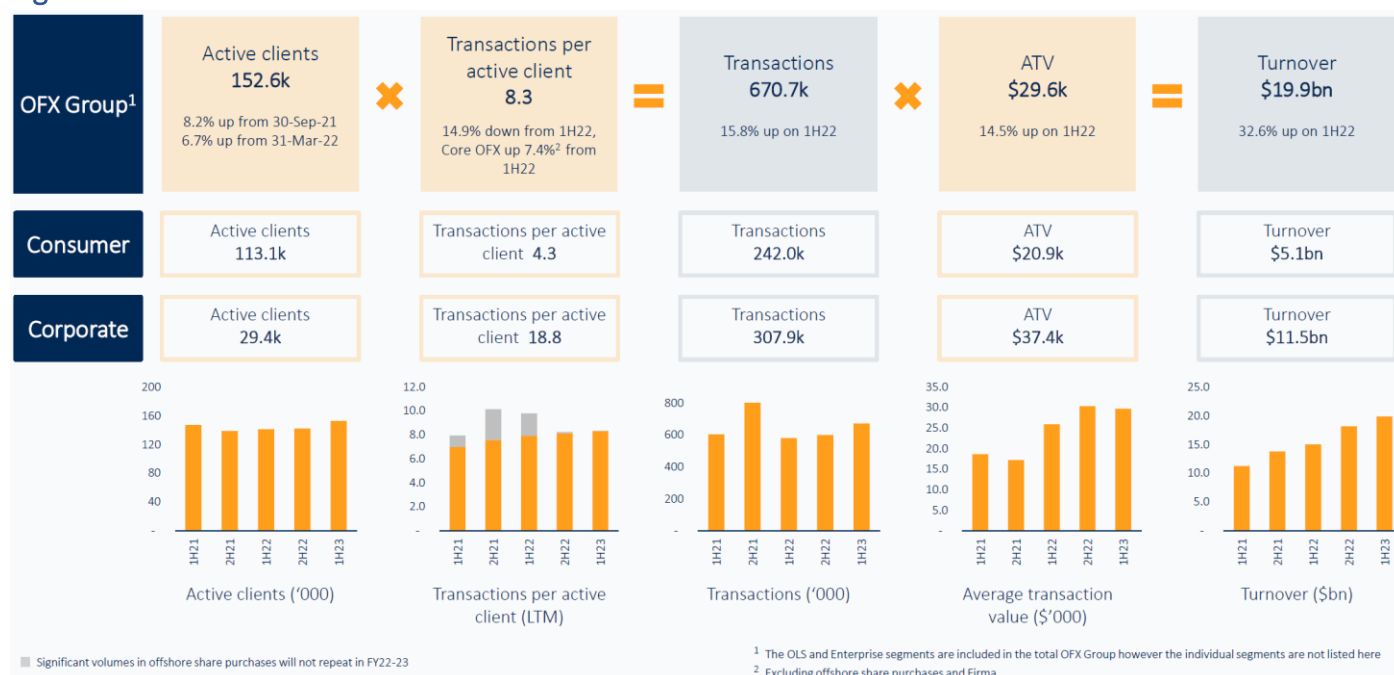 OFX Group1
Active clients
152.6k
8.2% up from 30-Sep-21
6.7% up from 31-Mar-22
Transactions per
active client
8.3
14.9% down from 1H22,
Core OFX up 7.4%2 from
1H22
Transactions
670.7k
15.8% up on 1H22
ATV
$29.6k
14.5% up on 1H22
Turnover
$19.9bn
32.6% up on 1H22
Consumer
Active clients
113.1k
Transactions per active
client 4.3
Transactions
242.0k
ATV
$20.9k
Turnover
$5.1bn
Corporate
Active clients
29.4k
Transactions per active
client 18.8
Transactions
307.9k
ATV
$37.4k
Turnover
$11.5bn
200
160
120
80
40
-
1H21
2H21
1H22
2H22
1H23
Active clients (‘000)
12.0
10.0
8.0
6.0
4.0
2.0
-
1H21
2H21
1H22
2H22
1H23
Transactions per active
client (LTM)
800
600
400
200
-
1H21
2H21
1H22
2H22
1H23
Transactions (‘000)
35.0
30.0
25.0
20.0
15.0
10.0
5.0
-
1H21
2H21
1H22
2H22
1H23
Average transaction
value ($’000)
25.0
20.0
15.0
10.0
5.0
-
1H21
2H21
1H22
2H22
1H23
Turnover ($bn)
Significant volumes in offshore share purchases will not repeat in FY22-23
1 The OLS and Enterprise segments are included in the total OFX Group however the individual segments are not listed here
2 Excluding offshore share purchases and Firma